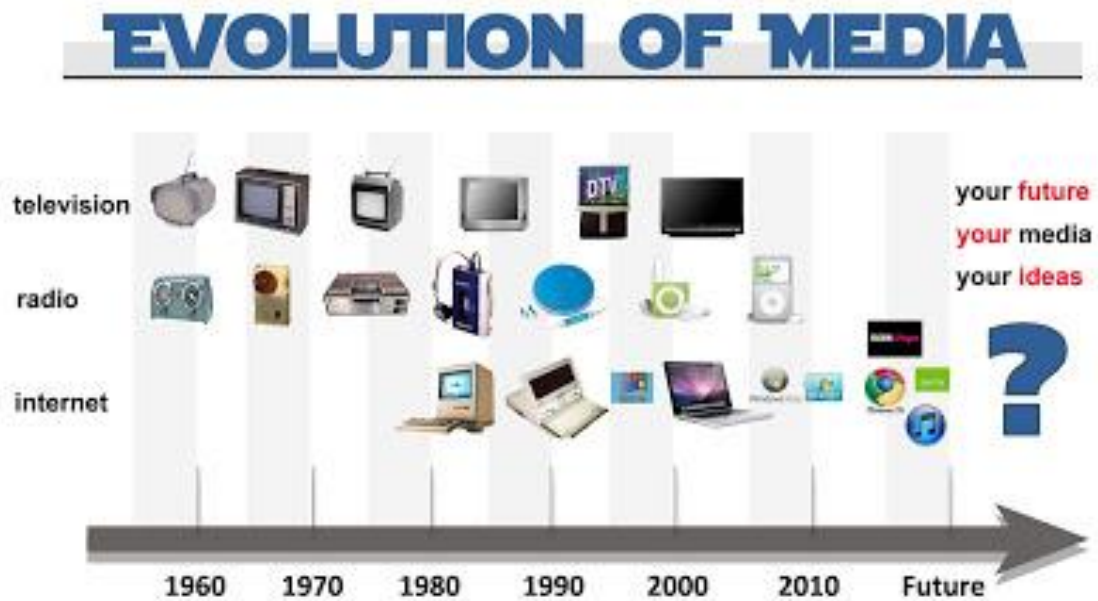 EVOLUTION OF MEDIA
television
DTV
your future
your media
your ideas
radio
internet
1960 1970 1980 1990 2000 2010 Future
?